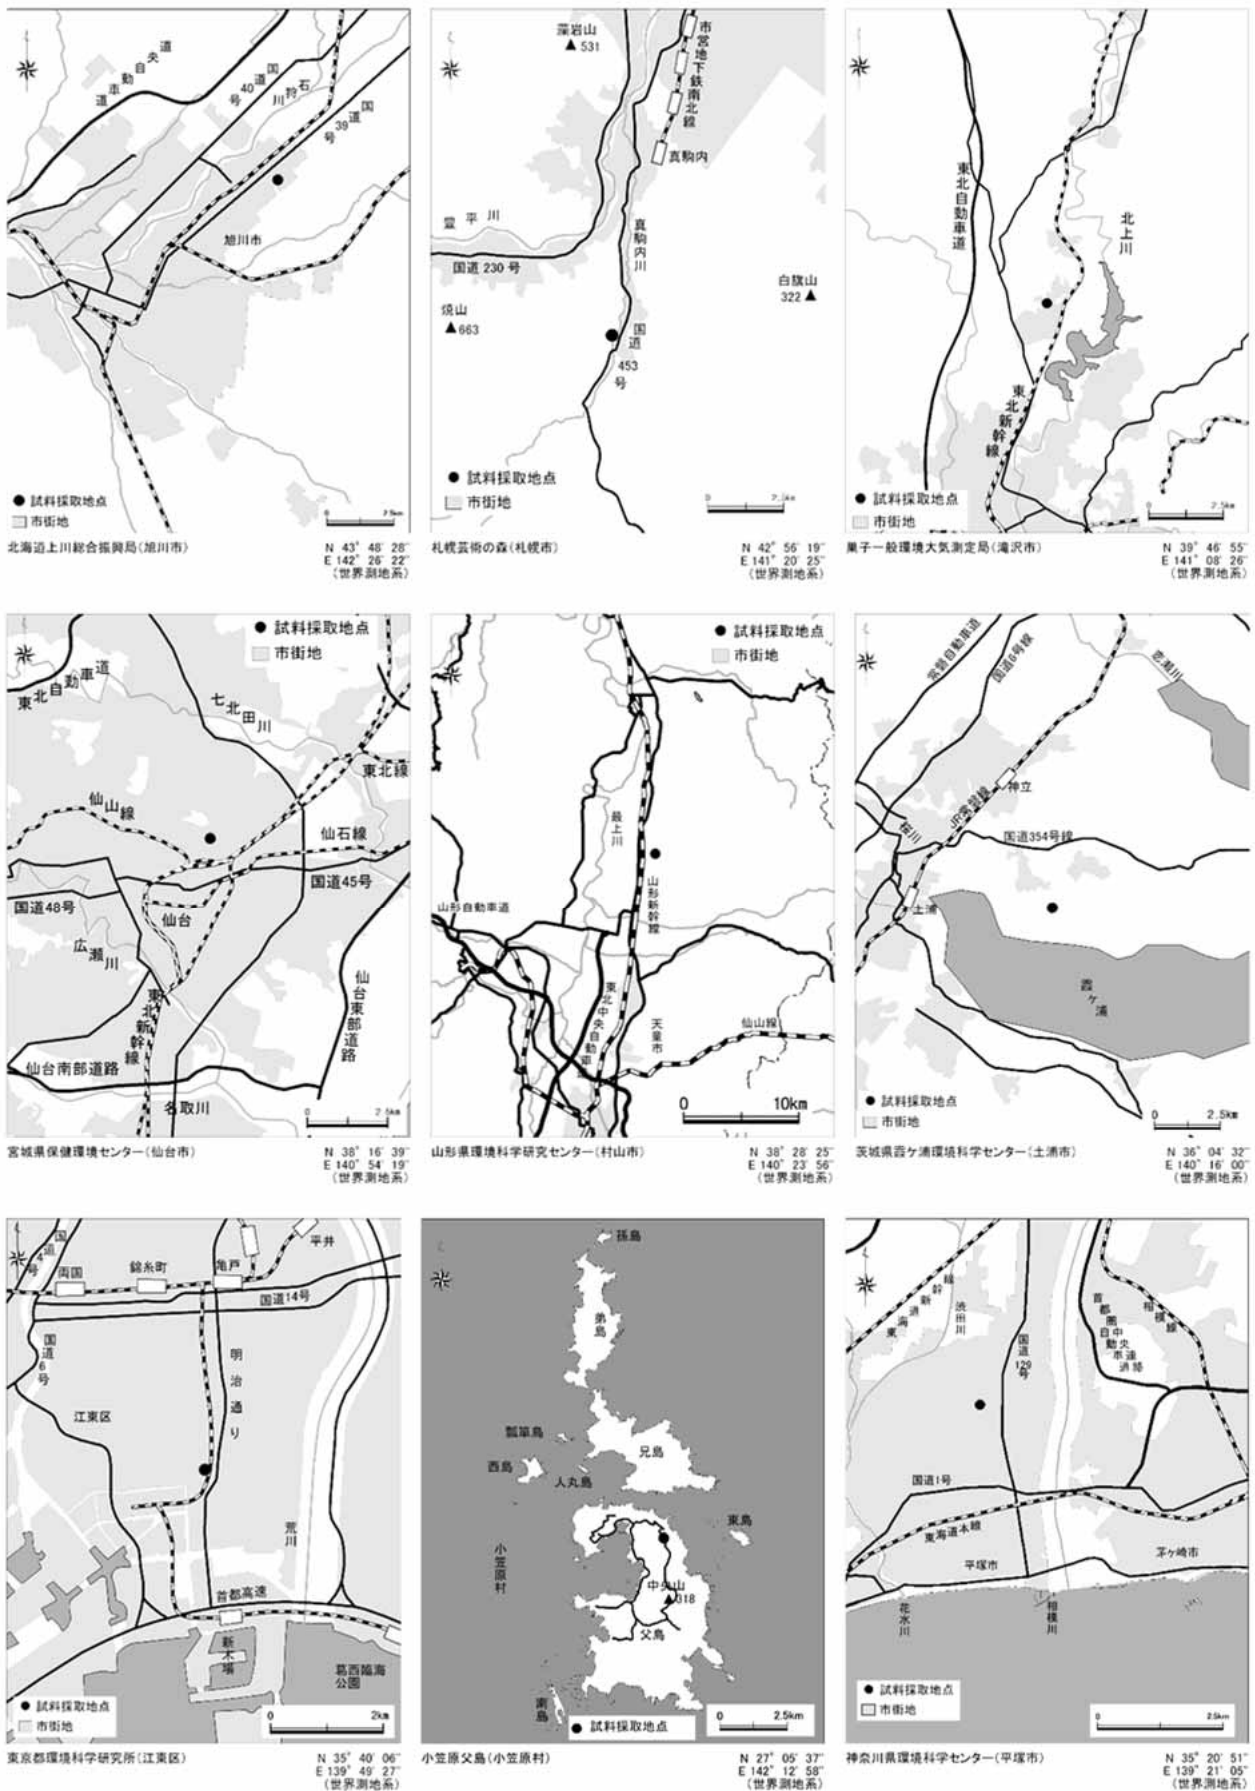 道央自動車道
国道40号
石狩川
国道39号
旭川市
● 試料採取地点
市街地
0 2.5km
北海道上川総合振興局(旭川市)
N 43° 48′ 28″
E 142° 26′ 22″
(世界測地系)
藻岩山
▲ 531
市営地下鉄南北線
真駒内
豊平川
国道 230 号
真駒内川
白旗山
322 ▲
焼山
▲ 663
国道453号
● 試料採取地点
市街地
0 2.5km
札幌芸術の森(札幌市)
N 42° 56′ 19″
E 141° 20′ 25″
(世界測地系)
東北自動車道
北上川
東北新幹線
● 試料採取地点
市街地
0 2.5km
巣子一般環境大気測定局(滝沢市)
N 39° 46′ 55″
E 141° 08′ 26″
(世界測地系)
● 試料採取地点
市街地
東北自動車道
七北田川
東北線
仙山線
仙石線
国道45号
国道48号
仙台
広瀬川
東北新幹線
仙台東部道路
仙台南部道路
名取川
0 2.5km
宮城県保健環境センター(仙台市)
N 38° 16′ 39″
E 140° 54′ 19″
(世界測地系)
● 試料採取地点
市街地
最上川
山形新幹線
山形自動車道
東北中央自動車
天童市
仙山線
0 10km
山形県環境科学研究センター(村山市)
N 38° 28′ 25″
E 140° 23′ 56″
(世界測地系)
常磐自動車道
国道6号線
恋瀬川
神立
JR常磐線
桜川
国道354号線
土浦
霞ヶ浦
● 試料採取地点
市街地
0 2.5km
茨城県霞ケ浦環境科学センター(土浦市)
N 36° 04′ 32″
E 140° 16′ 00″
(世界測地系)
国道4号
両国
錦糸町
亀戸
平井
国道14号
国道6号
明治通り
江東区
荒川
首都高速
新木場
葛西臨海
公園
● 試料採取地点
市街地
0 2km
東京都環境科学研究所(江東区)
N 35° 40′ 06″
E 139° 49′ 27″
(世界測地系)
孫島
弟島
瓢箪島
兄島
西島
人丸島
東島
小笠原村
中央山
▲318
父島
南島
● 試料採取地点
0 2.5km
小笠原父島(小笠原村)
N 27° 05′ 37″
E 142° 12′ 58″
(世界測地系)
東海道新幹線
渋田川
国道129号
首都圏中央連絡自動車道
相模線
国道1号
東海道本線
平塚市
茅ヶ崎市
花水川
相模川
● 試料採取地点
市街地
0 2.5km
神奈川県環境科学センター(平塚市)
N 35° 20′ 51″
E 139° 21′ 05″
(世界測地系)